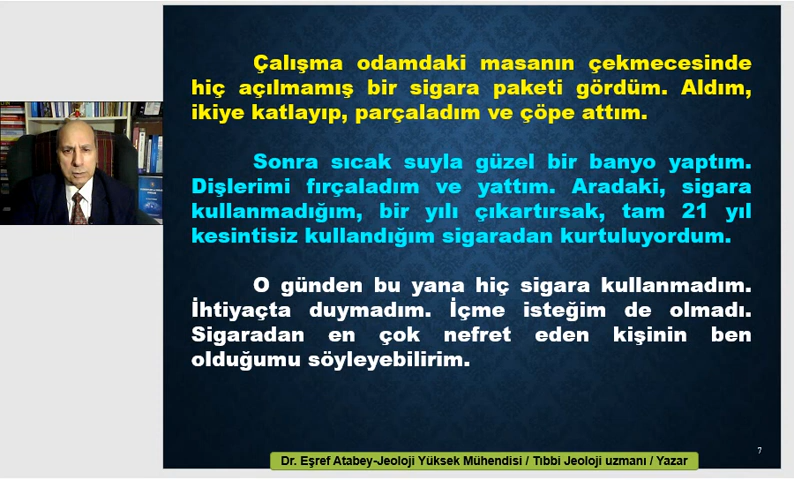 Çalışma odamdaki masanın çekmecesinde
hiç açılmamış bir sigara paketi gördüm. Aldım,
ikiye katlayıp, parçaladım ve çöpe attım.
Sonra sıcak suyla güzel bir banyo yaptım.
Dişlerimi fırçaladım ve yattım. Aradaki, sigara
kullanmadığım, bir yılı çıkartırsak, tam 21 yıl
kesintisiz kullandığım sigaradan kurtuluyordum.
O günden bu yana hiç sigara kullanmadım.
İhtiyaçta duymadım. İçme isteğim de olmadı.
Sigaradan en çok nefret eden kişinin ben
olduğumu söyleyebilirim.
7
Dr. Eşref Atabey-Jeoloji Yüksek Mühendisi / Tıbbi Jeoloji uzmanı / Yazar